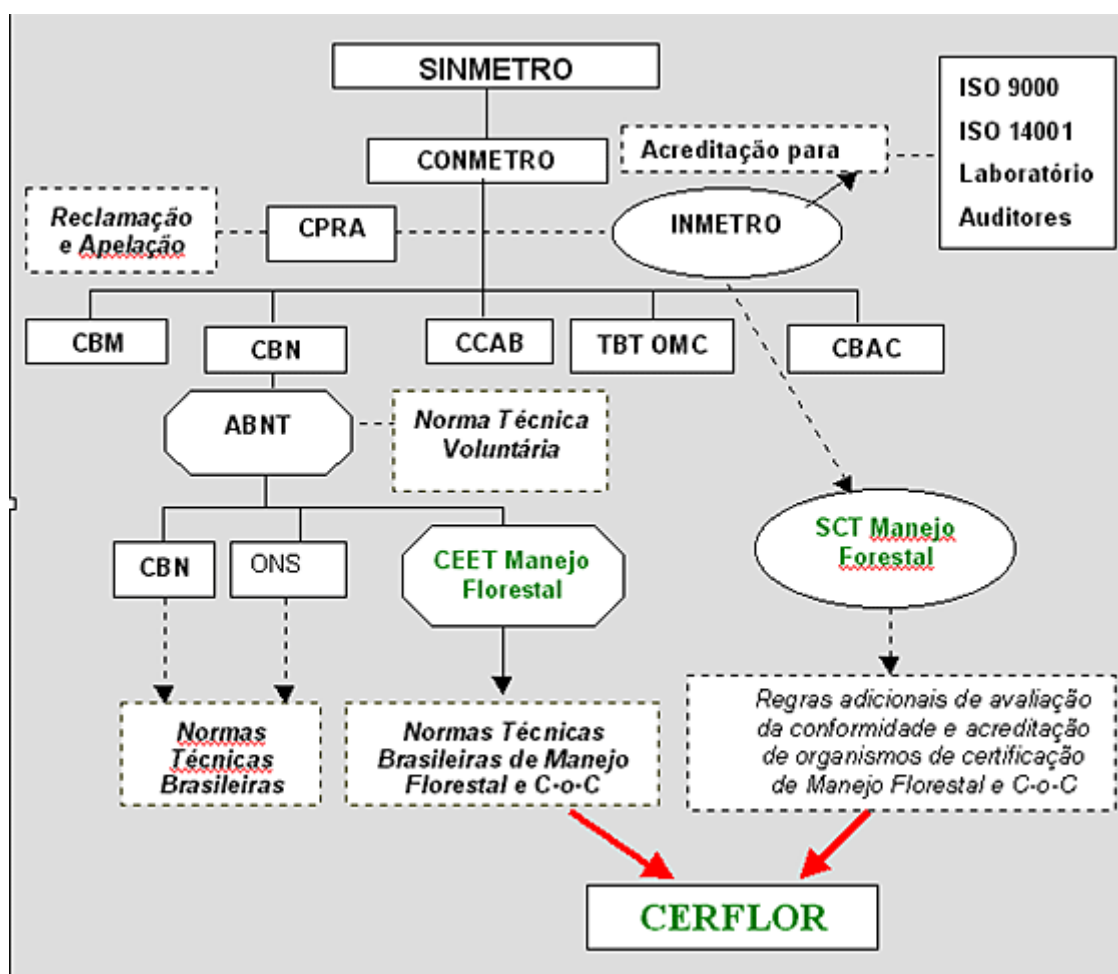 SINMETRO
ISO 9000
ISO 14001
Laboratório
Auditores
CONMETRO
Acreditação para
Reclamação
e Apelação
CPRA
INMETRO
CBM
CBN
CCAB
TBT OMC
CBAC
ABNT
Norma Técnica
Voluntária
CBN
ONS
CEET Manejo
Florestal
SCT Manejo
Forestal
Normas
Técnicas
Brasileiras
Normas Técnicas
Brasileiras de Manejo
Florestal e C-o-C
Regras adicionais de avaliação
da conformidade e acreditação
de organismos de certificação
de Manejo Florestal e C-o-C
CERFLOR